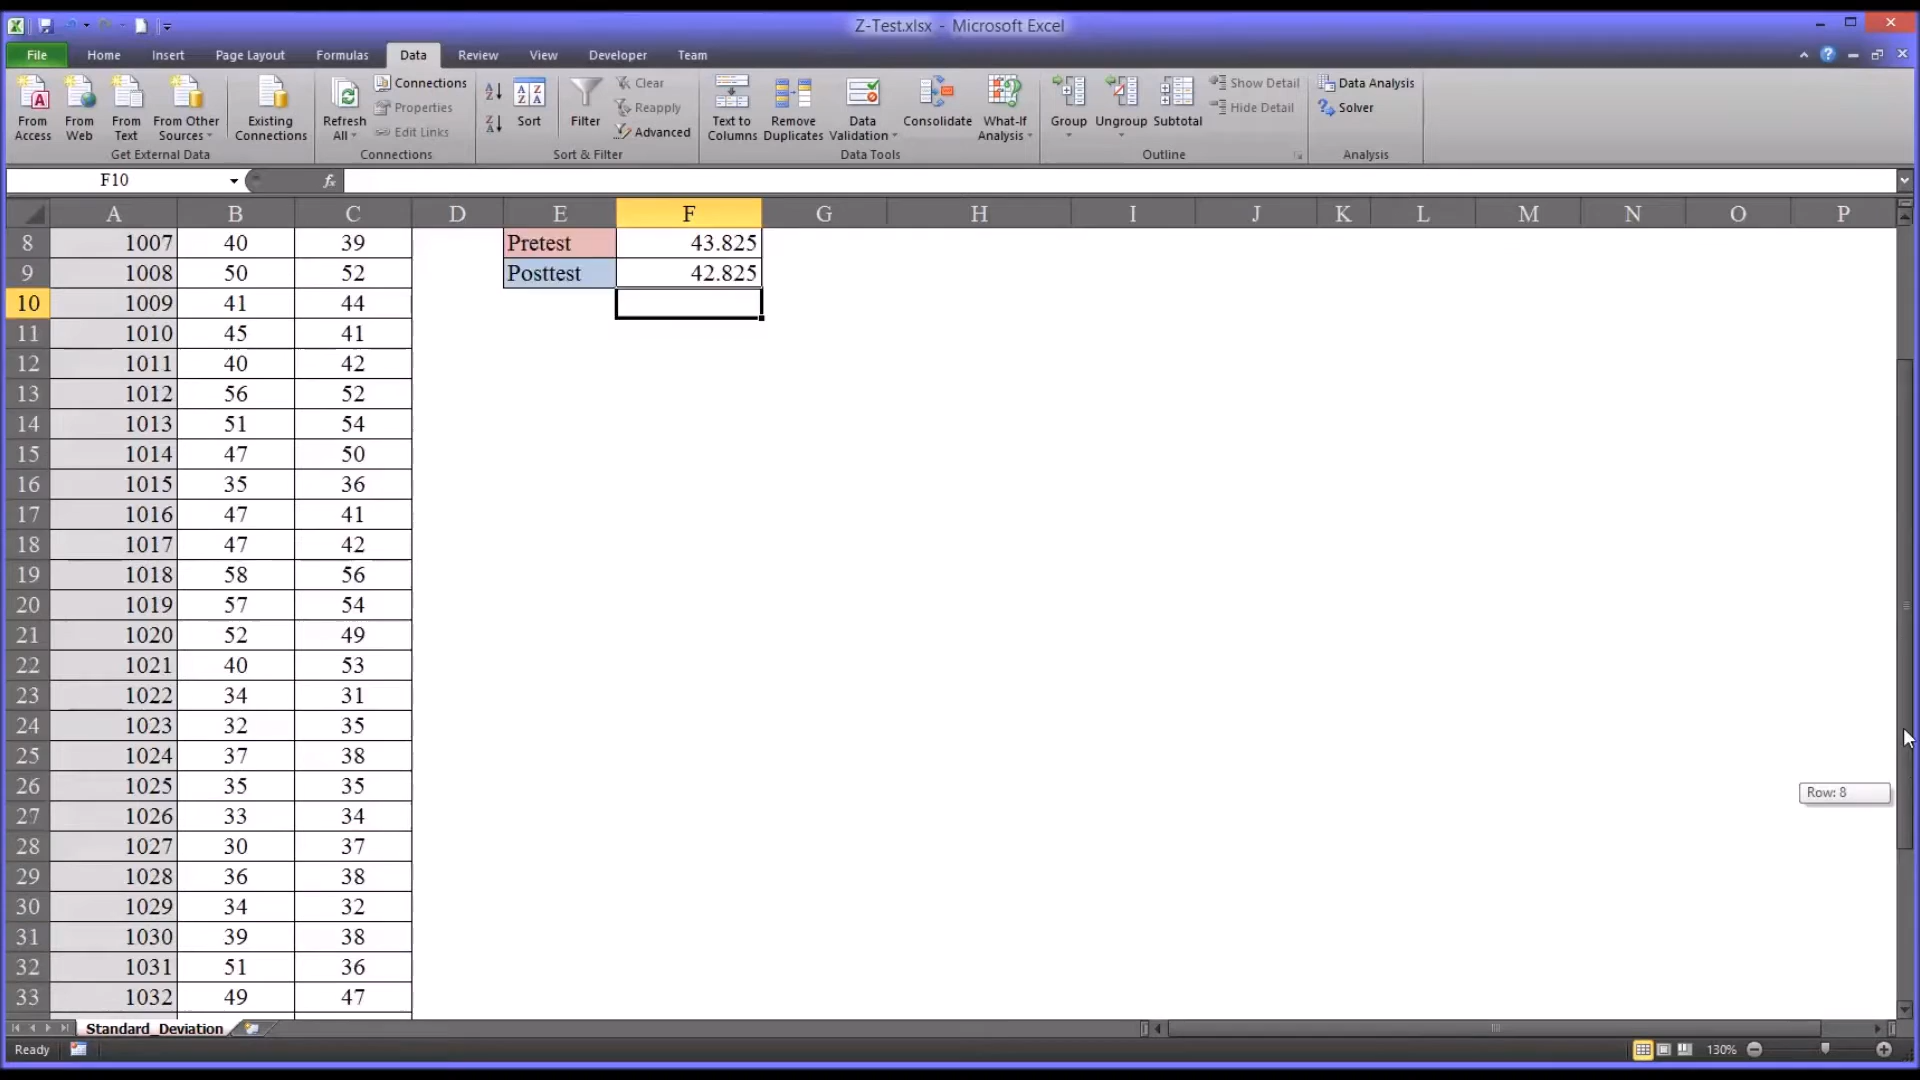 Z-Test.xlsx - Microsoft Excel
File Home Insert Page Layout Formulas Data Review View Developer Team
From Access From Web From Text From Other Sources Existing Connections Refresh All Connections Properties Edit Links Sort Filter Clear Reapply Advanced Text to Columns Remove Duplicates Data Validation Consolidate What-If Analysis Group Ungroup Subtotal Show Detail Hide Detail Data Analysis Solver
Get External Data Connections Sort & Filter Data Tools Outline Analysis
F10 fx
A B C D E F G H I J K L M N O P
8 1007 40 39 Pretest 43.825
9 1008 50 52 Posttest 42.825
10 1009 41 44
11 1010 45 41
12 1011 40 42
13 1012 56 52
14 1013 51 54
15 1014 47 50
16 1015 35 36
17 1016 47 41
18 1017 47 42
19 1018 58 56
20 1019 57 54
21 1020 52 49
22 1021 40 53
23 1022 34 31
24 1023 32 35
25 1024 37 38
26 1025 35 35
Row: 8
27 1026 33 34
28 1027 30 37
29 1028 36 38
30 1029 34 32
31 1030 39 38
32 1031 51 36
33 1032 49 47
Standard_Deviation
Ready 130%